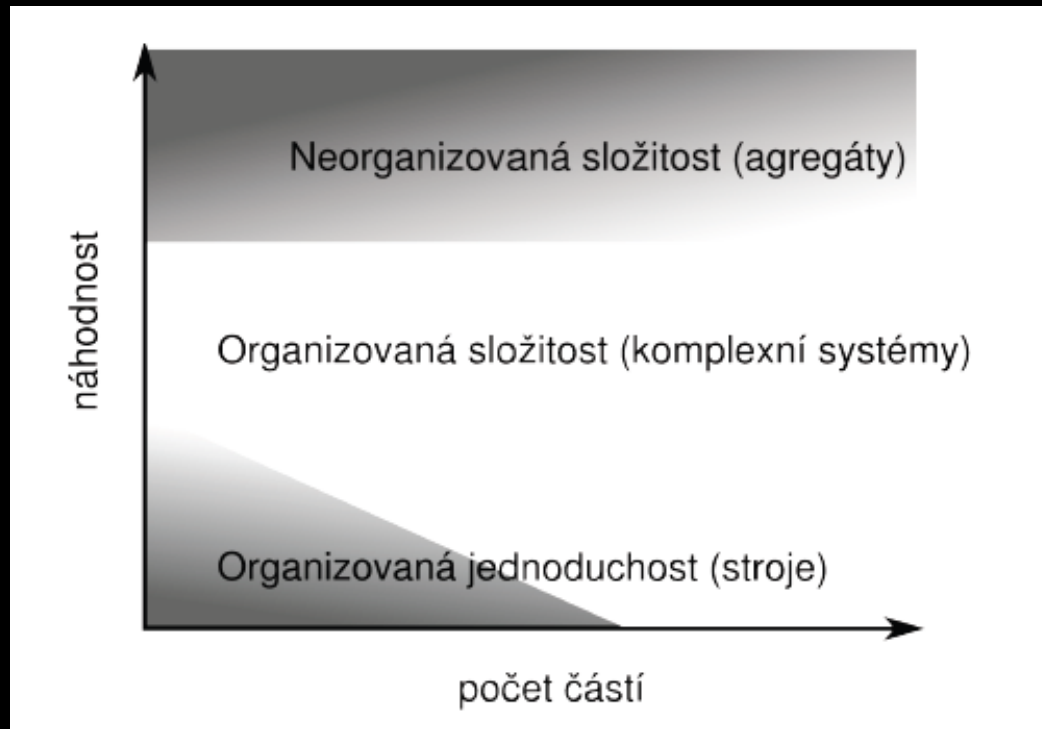 Neorganizovaná složitost (agregáty)
náhodnost
Organizovaná složitost (komplexní systémy)
Organizovaná jednoduchost (stroje)
počet částí